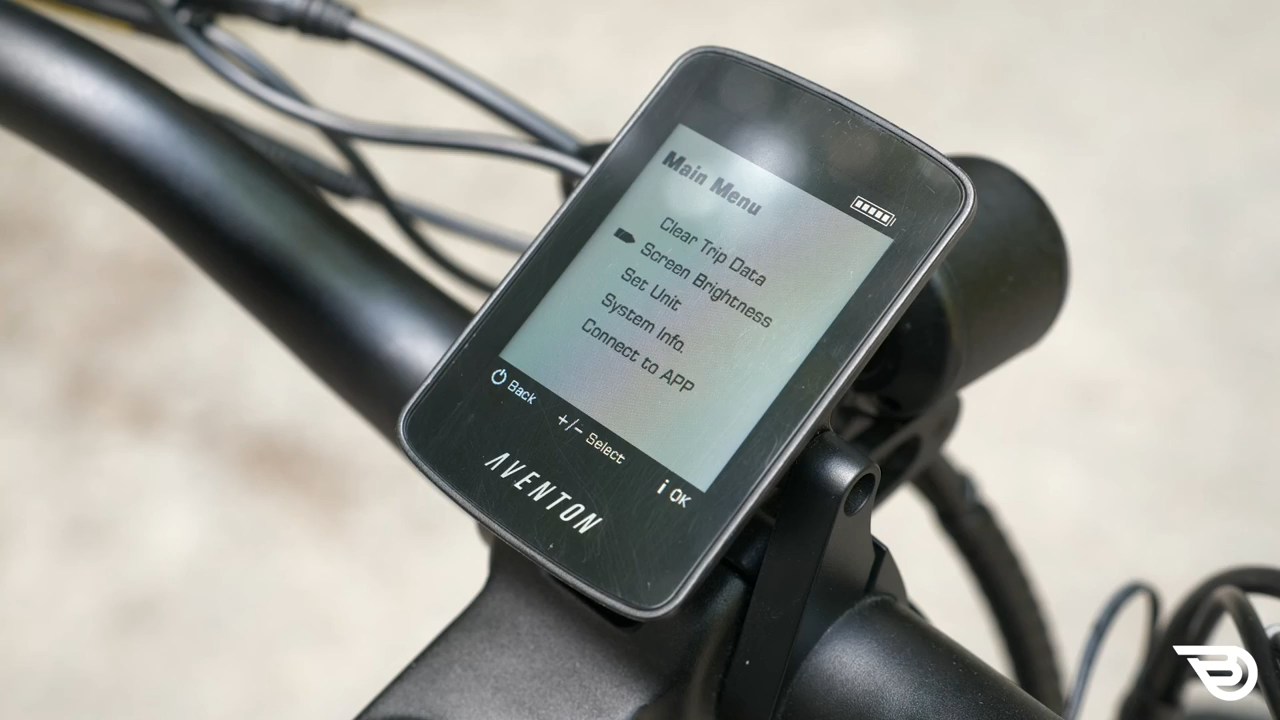 Main Menu
Clear Trip Data
Screen Brightness
Set Unit
System Info.
Connect to APP
Back
+/- Select
i OK
AVENTON